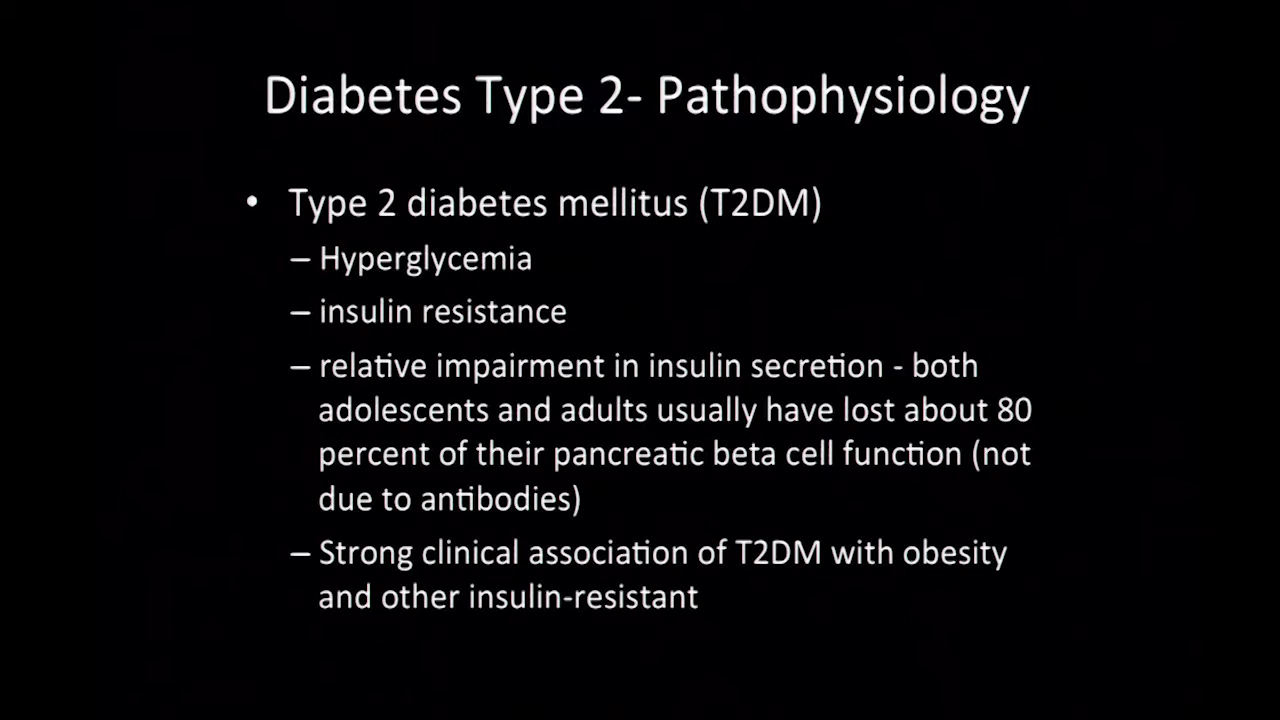 Diabetes Type 2- Pathophysiology
• Type 2 diabetes mellitus (T2DM)
– Hyperglycemia
– insulin resistance
– relative impairment in insulin secretion - both
adolescents and adults usually have lost about 80
percent of their pancreatic beta cell function (not
due to antibodies)
– Strong clinical association of T2DM with obesity
and other insulin-resistant